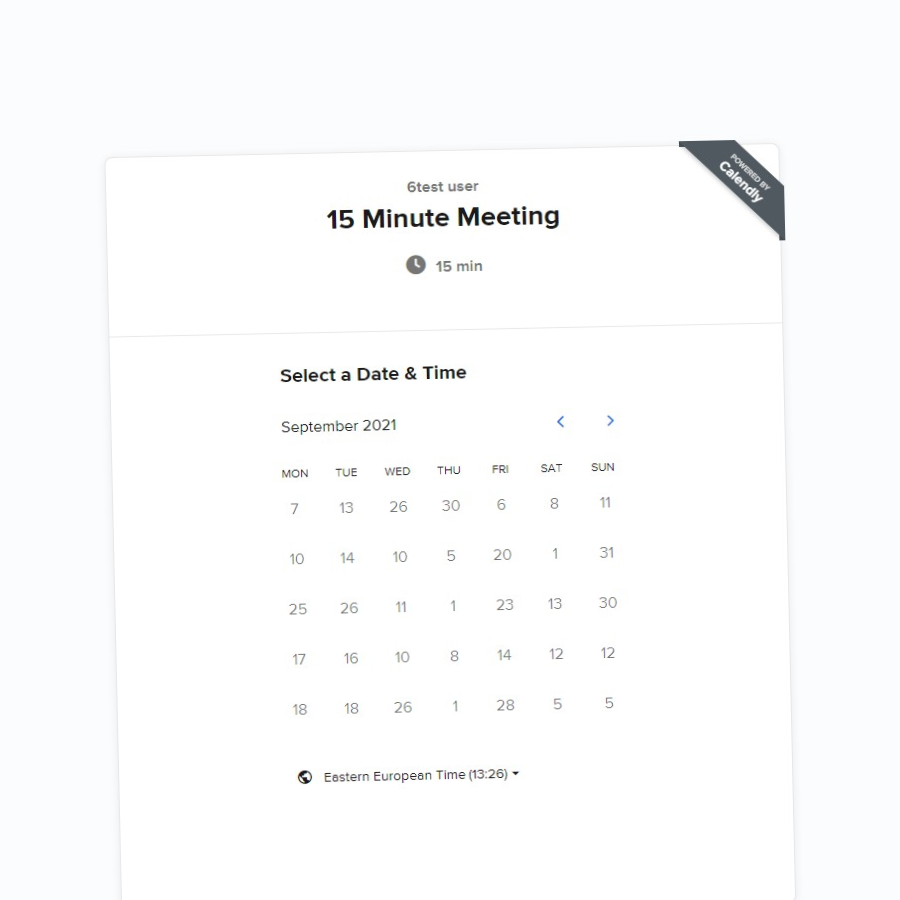 POWERED BY
Calendly
6test user
15 Minute Meeting
15 min
Select a Date & Time
September 2021
MON TUE WED THU FRI SAT SUN
7 13 26 30 6 8 11
10 14 10 5 20 1 31
25 26 11 1 23 13 30
17 16 10 8 14 12 12
18 18 26 1 28 5 5
Eastern European Time (13:26)